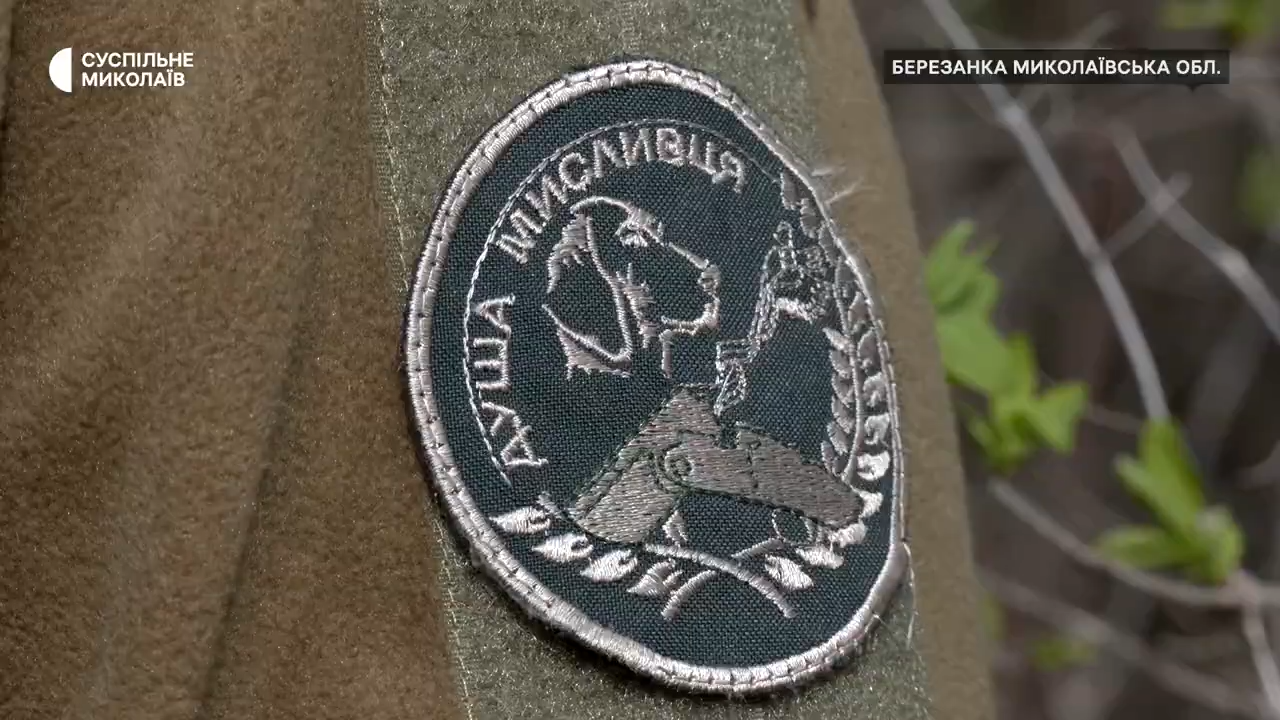 СУСПІЛЬНЕ
МИКОЛАЇВ
БЕРЕЗАНКА МИКОЛАЇВСЬКА ОБЛ.
ДУША МИСЛИВЦЯ